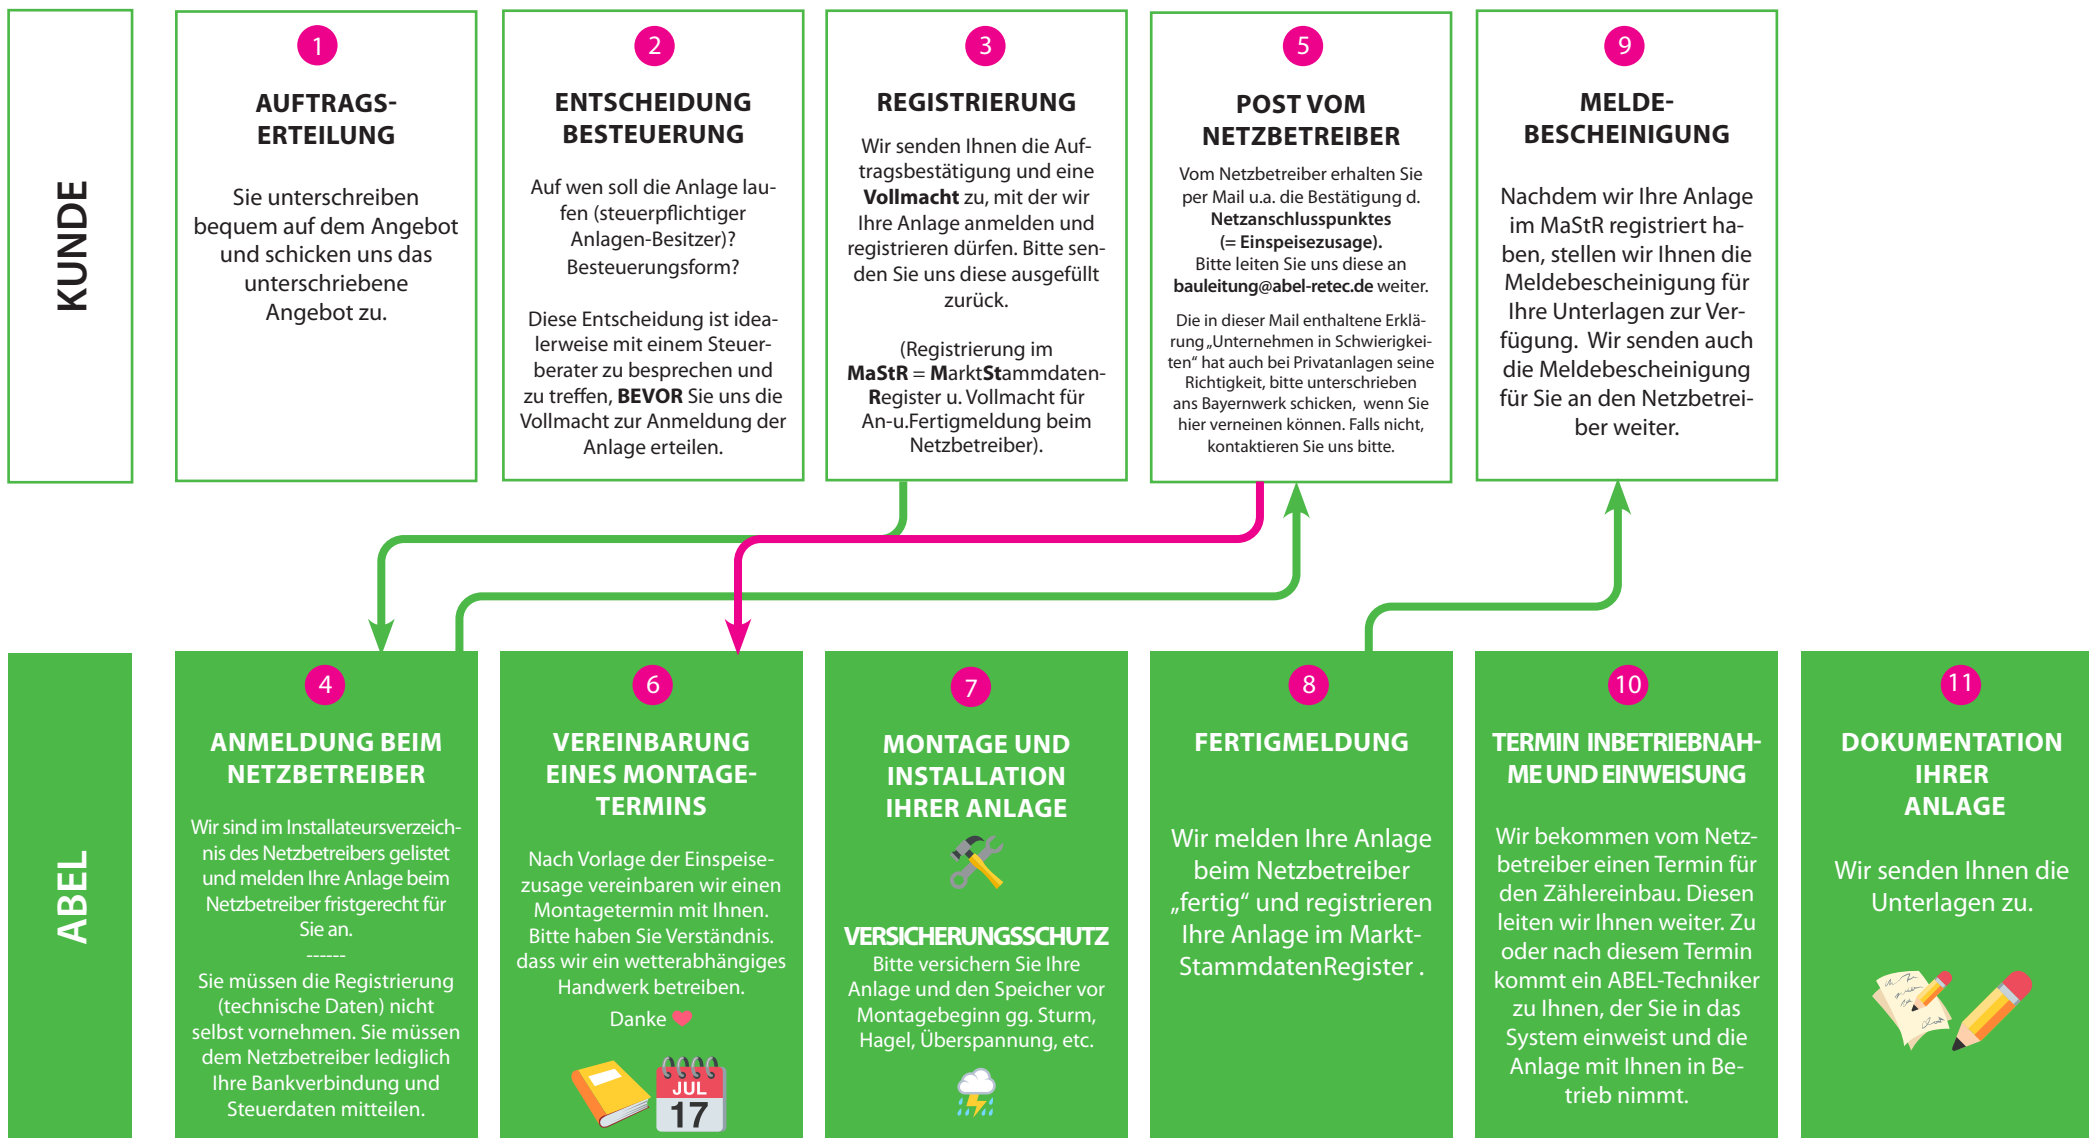 KUNDE
1
AUFTRAGS-
ERTEILUNG
Sie unterschreiben
bequem auf dem Angebot
und schicken uns das
unterschriebene
Angebot zu.
2
ENTSCHEIDUNG
BESTEUERUNG
Auf wen soll die Anlage lau-
fen (steuerpflichtiger
Anlagen-Besitzer)?
Besteuerungsform?
Diese Entscheidung ist idea-
lerweise mit einem Steuer-
berater zu besprechen und
zu treffen, BEVOR Sie uns die
Vollmacht zur Anmeldung der
Anlage erteilen.
3
REGISTRIERUNG
Wir senden Ihnen die Auf-
tragsbestätigung und eine
Vollmacht zu, mit der wir
Ihre Anlage anmelden und
registrieren dürfen. Bitte sen-
den Sie uns diese ausgefüllt
zurück.
(Registrierung im
MaStR = MarktStammdaten-
Register u. Vollmacht für
An-u.Fertigmeldung beim
Netzbetreiber).
5
POST VOM
NETZBETREIBER
Vom Netzbetreiber erhalten Sie
per Mail u.a. die Bestätigung d.
Netzanschlusspunktes
(= Einspeisezusage).
Bitte leiten Sie uns diese an
bauleitung@abel-retec.de weiter.
Die in dieser Mail enthaltene Erklä-
rung „Unternehmen in Schwierigkei-
ten“ hat auch bei Privatanlagen seine
Richtigkeit, bitte unterschrieben
ans Bayernwerk schicken, wenn Sie
hier verneinen können. Falls nicht,
kontaktieren Sie uns bitte.
9
MELDE-
BESCHEINIGUNG
Nachdem wir Ihre Anlage
im MaStR registriert ha-
ben, stellen wir Ihnen die
Meldebescheinigung für
Ihre Unterlagen zur Ver-
fügung. Wir senden auch
die Meldebescheinigung
für Sie an den Netzbetrei-
ber weiter.
ABEL
4
ANMELDUNG BEIM
NETZBETREIBER
Wir sind im Installateursverzeich-
nis des Netzbetreibers gelistet
und melden Ihre Anlage beim
Netzbetreiber fristgerecht für
Sie an.
------
Sie müssen die Registrierung
(technische Daten) nicht
selbst vornehmen. Sie müssen
dem Netzbetreiber lediglich
Ihre Bankverbindung und
Steuerdaten mitteilen.
6
VEREINBARUNG
EINES MONTAGE-
TERMINS
Nach Vorlage der Einspeise-
zusage vereinbaren wir einen
Montagetermin mit Ihnen.
Bitte haben Sie Verständnis.
dass wir ein wetterabhängiges
Handwerk betreiben.
Danke
JUL
17
7
MONTAGE UND
INSTALLATION
IHRER ANLAGE
VERSICHERUNGSSCHUTZ
Bitte versichern Sie Ihre
Anlage und den Speicher vor
Montagebeginn gg. Sturm,
Hagel, Überspannung, etc.
8
FERTIGMELDUNG
Wir melden Ihre Anlage
beim Netzbetreiber
„fertig“ und registrieren
Ihre Anlage im Markt-
StammdatenRegister .
10
TERMIN INBETRIEBNAH-
ME UND EINWEISUNG
Wir bekommen vom Netz-
betreiber einen Termin für
den Zählereinbau. Diesen
leiten wir Ihnen weiter. Zu
oder nach diesem Termin
kommt ein ABEL-Techniker
zu Ihnen, der Sie in das
System einweist und die
Anlage mit Ihnen in Be-
trieb nimmt.
11
DOKUMENTATION
IHRER
ANLAGE
Wir senden Ihnen die
Unterlagen zu.